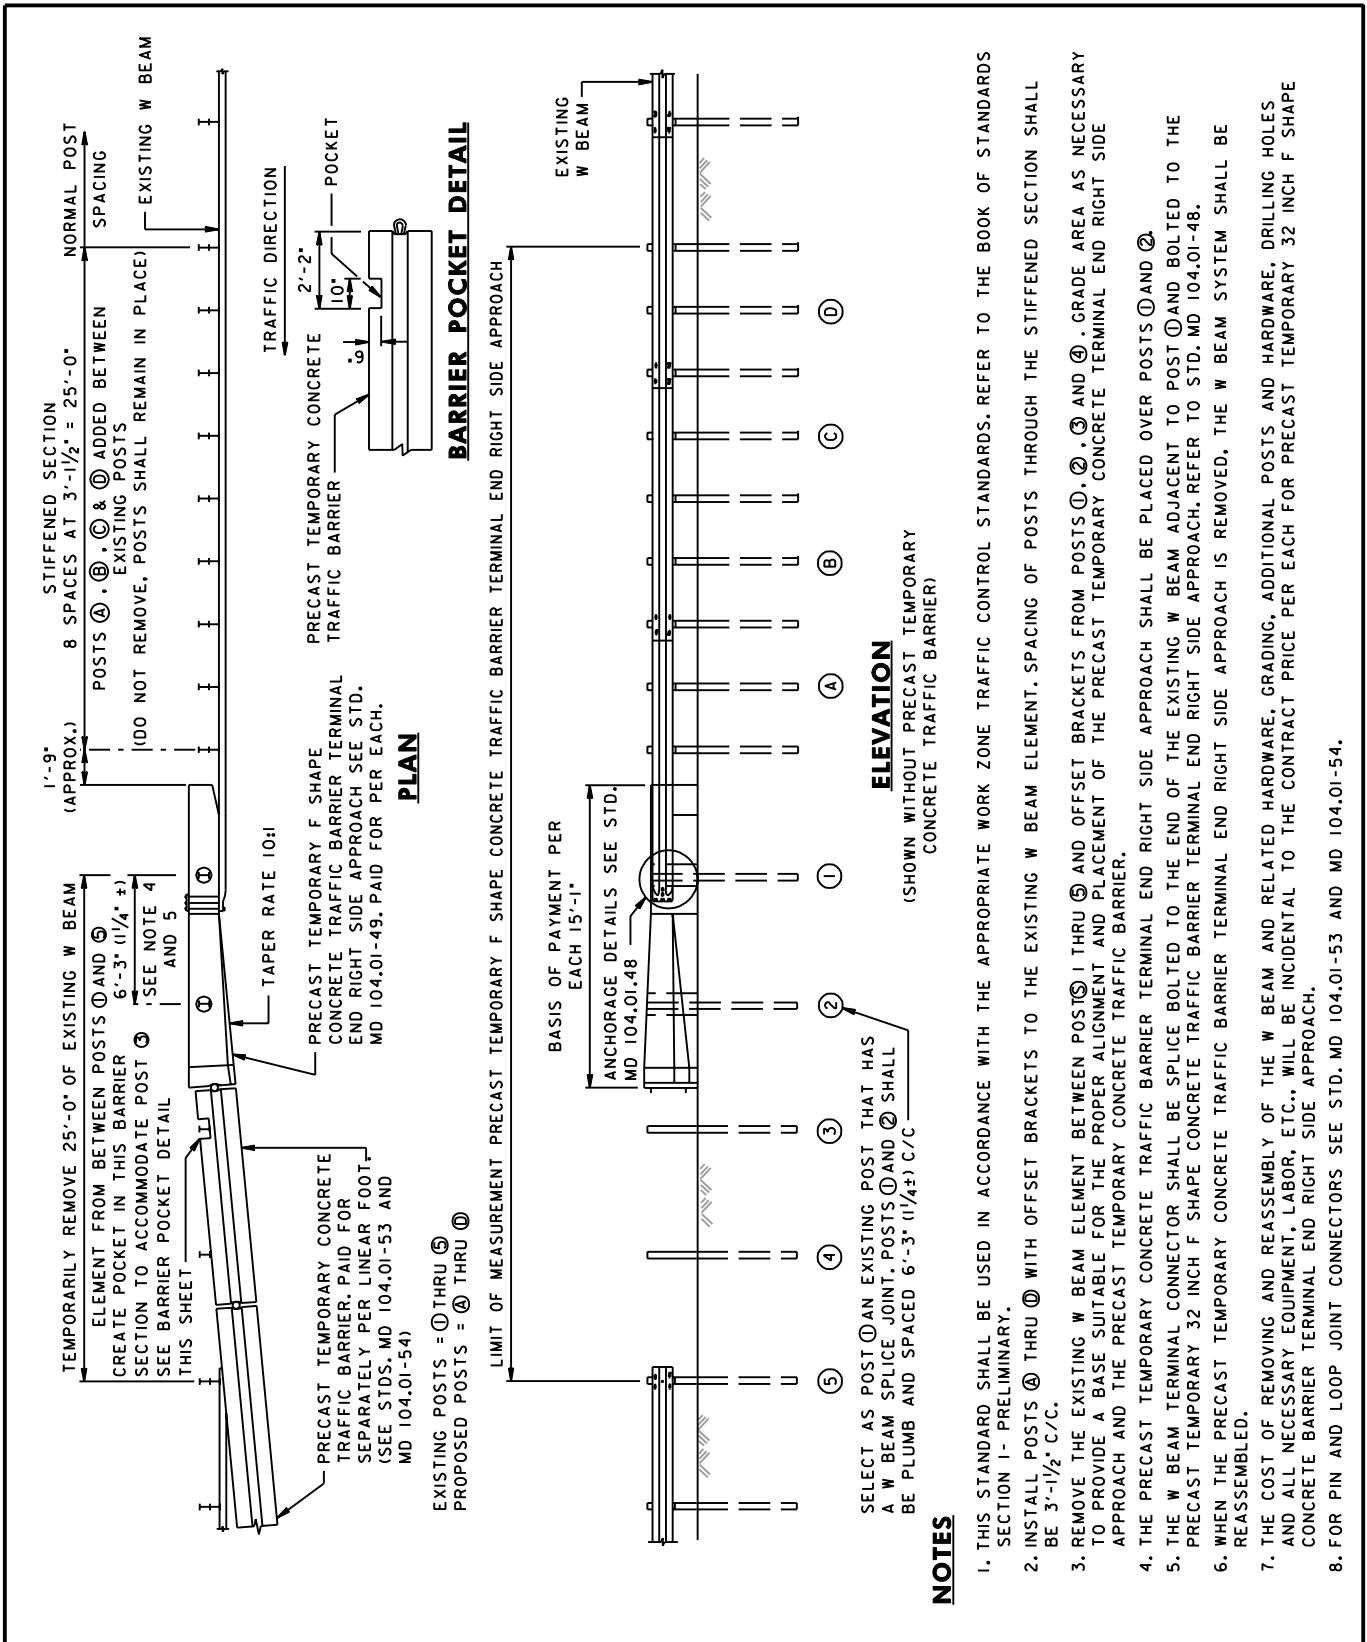 TEMPORARILY REMOVE 25'-0" OF EXISTING W BEAM
ELEMENT FROM BETWEEN POSTS ① AND ⑤
CREATE POCKET IN THIS BARRIER
SECTION TO ACCOMMODATE POST ③
SEE BARRIER POCKET DETAIL
THIS SHEET
6'-3" (1¼" ±)
SEE NOTE 4
AND 5
1'-9"
(APPROX.)
STIFFENED SECTION
8 SPACES AT 3'-1½" = 25'-0"
POSTS Ⓐ, Ⓑ, Ⓒ & Ⓓ ADDED BETWEEN
EXISTING POSTS
(DO NOT REMOVE, POSTS SHALL REMAIN IN PLACE)
NORMAL POST
SPACING
EXISTING W BEAM
TAPER RATE 10:1
PRECAST TEMPORARY F SHAPE
CONCRETE TRAFFIC BARRIER TERMINAL
END RIGHT SIDE APPROACH SEE STD.
MD 104.01-49. PAID FOR PER EACH.
PRECAST TEMPORARY CONCRETE
TRAFFIC BARRIER. PAID FOR
SEPARATELY PER LINEAR FOOT.
(SEE STDS. MD 104.01-53 AND
MD 104.01-54)
PLAN
TRAFFIC DIRECTION
PRECAST TEMPORARY CONCRETE
TRAFFIC BARRIER
2'-2"
10"
6"
POCKET
BARRIER POCKET DETAIL
EXISTING POSTS = ① THRU ⑤
PROPOSED POSTS = Ⓐ THRU Ⓓ
LIMIT OF MEASUREMENT PRECAST TEMPORARY F SHAPE CONCRETE TRAFFIC BARRIER TERMINAL END RIGHT SIDE APPROACH
BASIS OF PAYMENT PER
EACH 15'-1"
ANCHORAGE DETAILS SEE STD.
MD 104.01.48
EXISTING
W BEAM
⑤
④
③
②
①
Ⓐ
Ⓑ
Ⓒ
Ⓓ
SELECT AS POST ① AN EXISTING POST THAT HAS
A W BEAM SPLICE JOINT. POSTS ① AND ② SHALL
BE PLUMB AND SPACED 6'-3" (1¼±) C/C
ELEVATION
(SHOWN WITHOUT PRECAST TEMPORARY
CONCRETE TRAFFIC BARRIER)
NOTES
1. THIS STANDARD SHALL BE USED IN ACCORDANCE WITH THE APPROPRIATE WORK ZONE TRAFFIC CONTROL STANDARDS. REFER TO THE BOOK OF STANDARDS
SECTION 1- PRELIMINARY.
2. INSTALL POSTS Ⓐ THRU Ⓓ WITH OFFSET BRACKETS TO THE EXISTING W BEAM ELEMENT. SPACING OF POSTS THROUGH THE STIFFENED SECTION SHALL
BE 3'-1½" C/C.
3. REMOVE THE EXISTING W BEAM ELEMENT BETWEEN POSTS 1 THRU ⑤ AND OFFSET BRACKETS FROM POSTS ①, ②, ③ AND ④. GRADE AREA AS NECESSARY
TO PROVIDE A BASE SUITABLE FOR THE PROPER ALIGNMENT AND PLACEMENT OF THE PRECAST TEMPORARY CONCRETE TERMINAL END RIGHT SIDE
APPROACH AND THE PRECAST TEMPORARY CONCRETE TRAFFIC BARRIER.
4. THE PRECAST TEMPORARY CONCRETE TRAFFIC BARRIER TERMINAL END RIGHT SIDE APPROACH SHALL BE PLACED OVER POSTS ① AND ②.
5. THE W BEAM TERMINAL CONNECTOR SHALL BE SPLICE BOLTED TO THE END OF THE EXISTING W BEAM ADJACENT TO POST ① AND BOLTED TO THE
PRECAST TEMPORARY 32 INCH F SHAPE CONCRETE TRAFFIC BARRIER TERMINAL END RIGHT SIDE APPROACH. REFER TO STD. MD 104.01-48.
6. WHEN THE PRECAST TEMPORARY CONCRETE TRAFFIC BARRIER TERMINAL END RIGHT SIDE APPROACH IS REMOVED, THE W BEAM SYSTEM SHALL BE
REASSEMBLED.
7. THE COST OF REMOVING AND REASSEMBLY OF THE W BEAM AND RELATED HARDWARE, GRADING, ADDITIONAL POSTS AND HARDWARE, DRILLING HOLES
AND ALL NECESSARY EQUIPMENT, LABOR, ETC., WILL BE INCIDENTAL TO THE CONTRACT PRICE PER EACH FOR PRECAST TEMPORARY 32 INCH F SHAPE
CONCRETE BARRIER TERMINAL END RIGHT SIDE APPROACH.
8. FOR PIN AND LOOP JOINT CONNECTORS SEE STD. MD 104.01-53 AND MD 104.01-54.